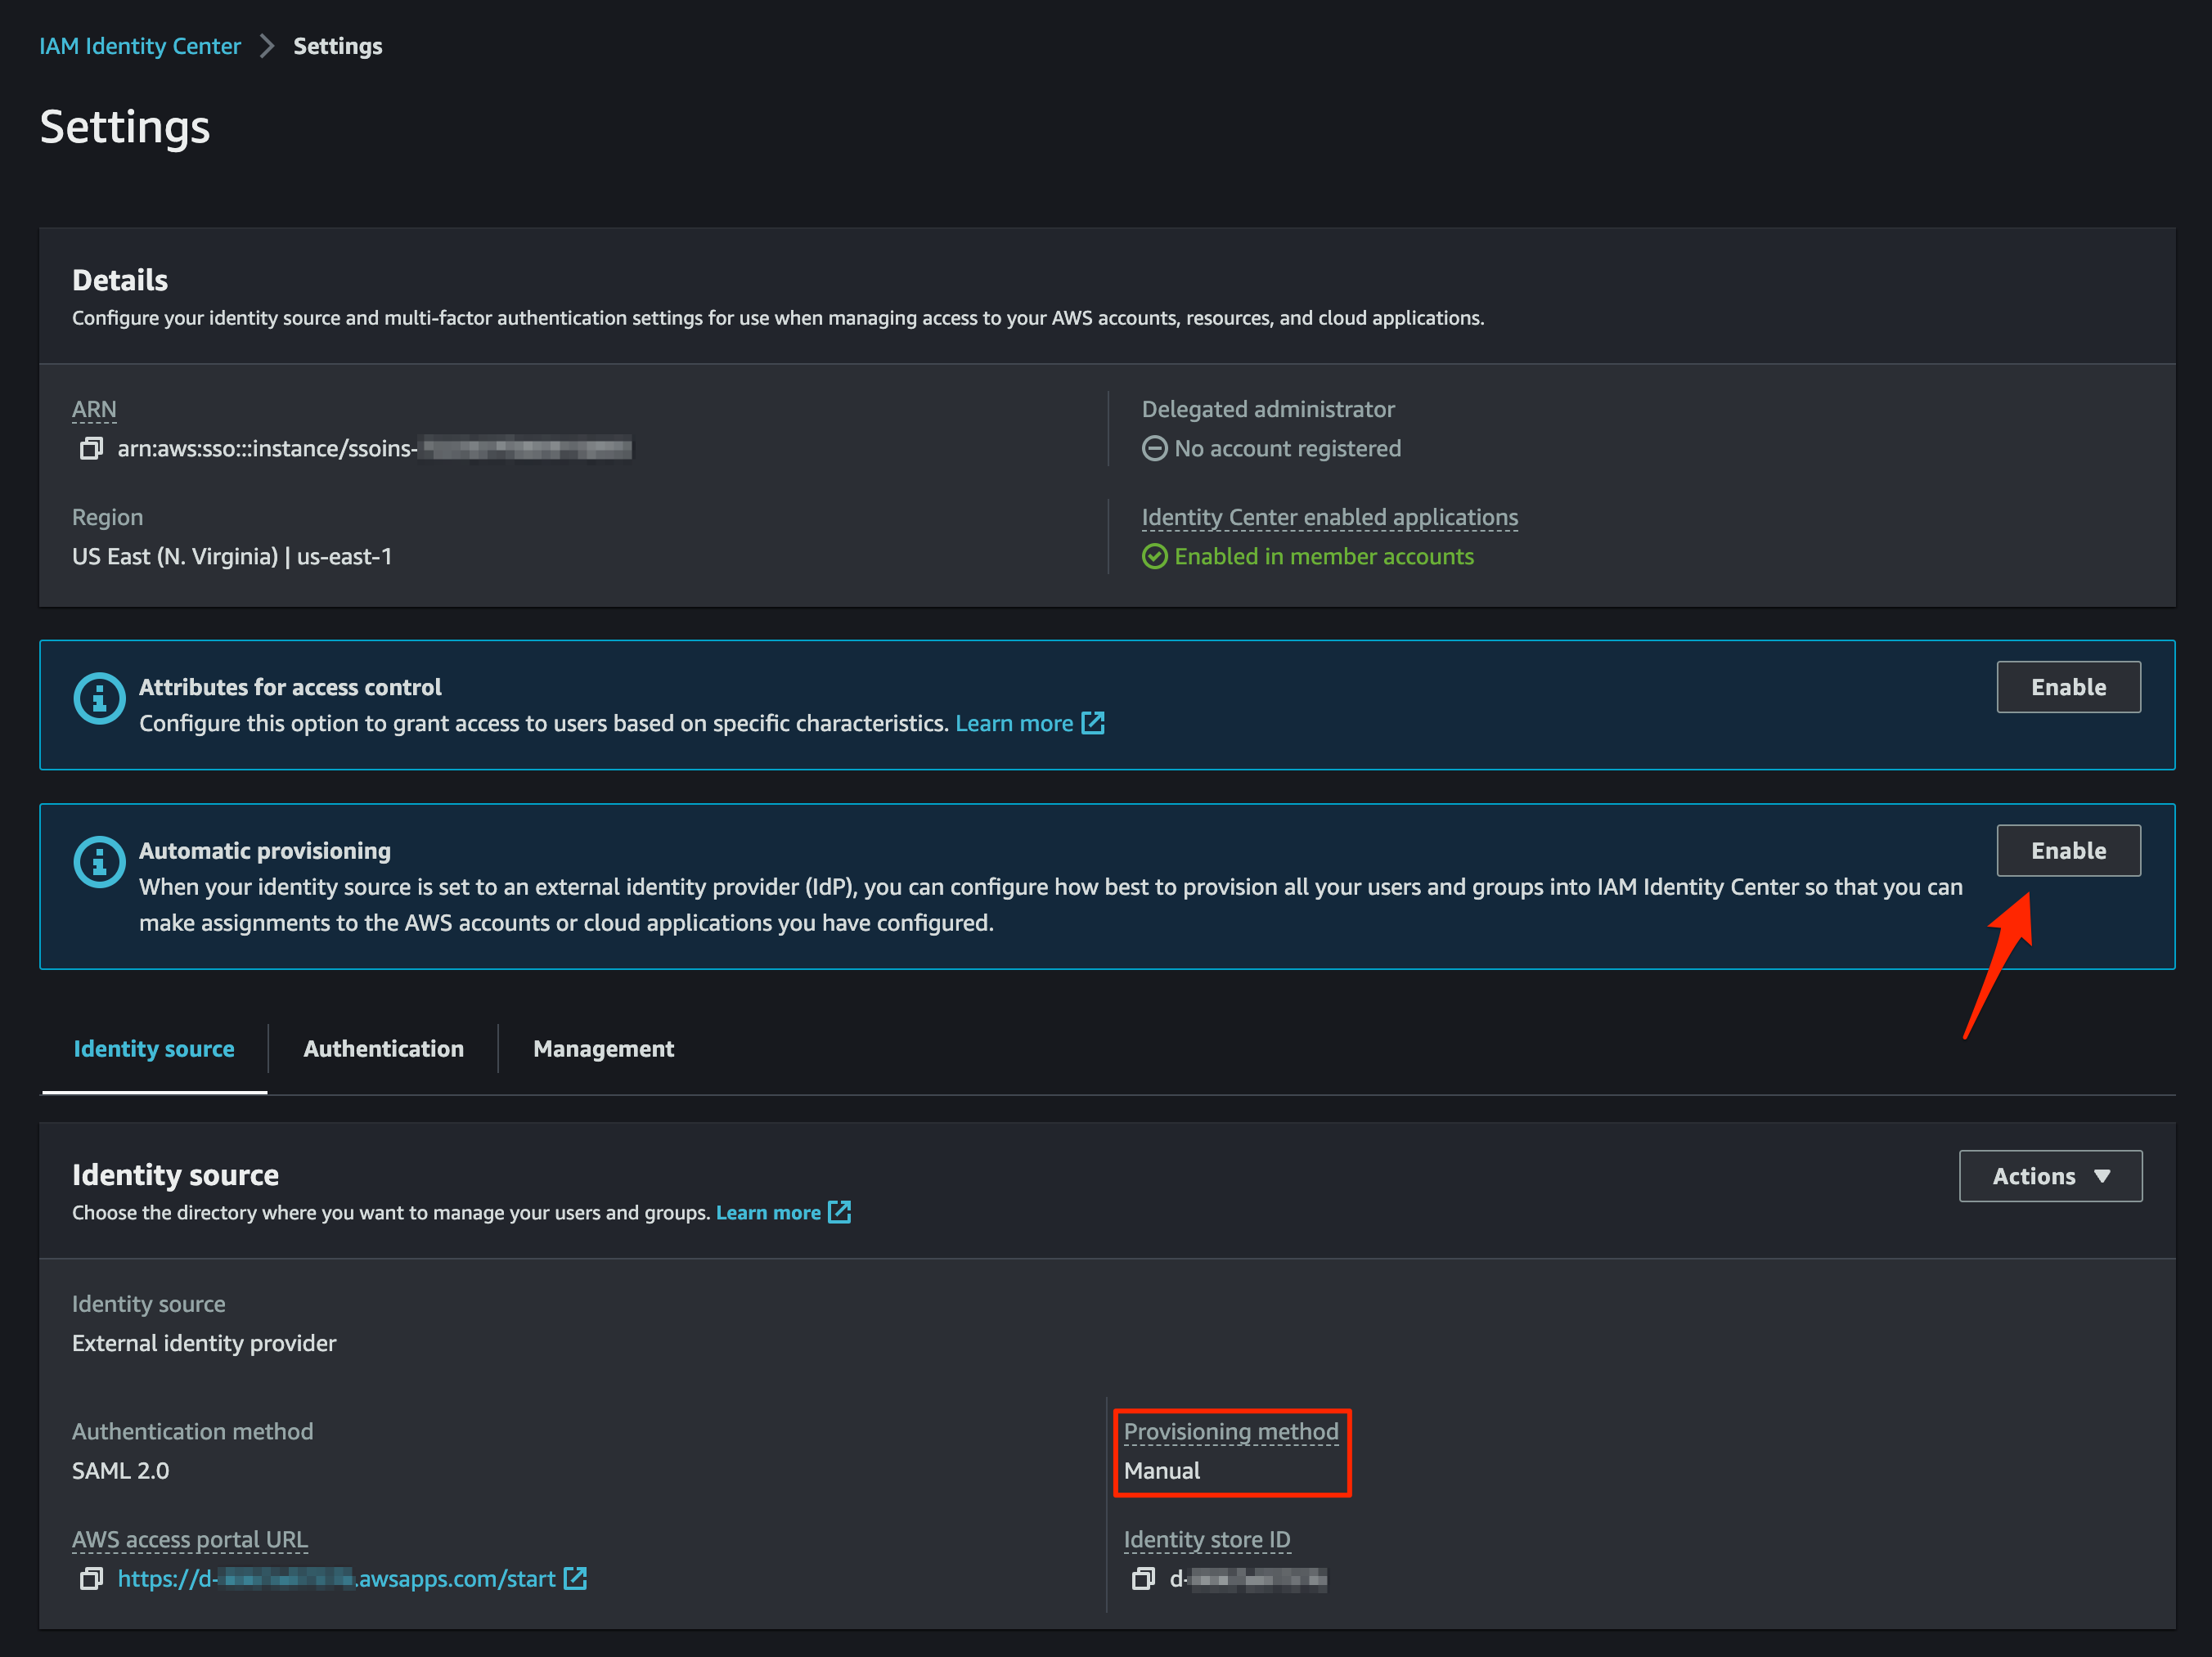 IAM Identity Center > Settings
Settings
Details
Configure your identity source and multi-factor authentication settings for use when managing access to your AWS accounts, resources, and cloud applications.
ARN
arn:aws:sso:::instance/ssoins-
Delegated administrator
No account registered
Region
US East (N. Virginia) | us-east-1
Identity Center enabled applications
Enabled in member accounts
Attributes for access control
Enable
Configure this option to grant access to users based on specific characteristics. Learn more
Automatic provisioning
Enable
When your identity source is set to an external identity provider (IdP), you can configure how best to provision all your users and groups into IAM Identity Center so that you can
make assignments to the AWS accounts or cloud applications you have configured.
Identity source
Authentication
Management
Identity source
Actions
Choose the directory where you want to manage your users and groups. Learn more
Identity source
External identity provider
Authentication method
SAML 2.0
Provisioning method
Manual
AWS access portal URL
https://d- .awsapps.com/start
Identity store ID
d-